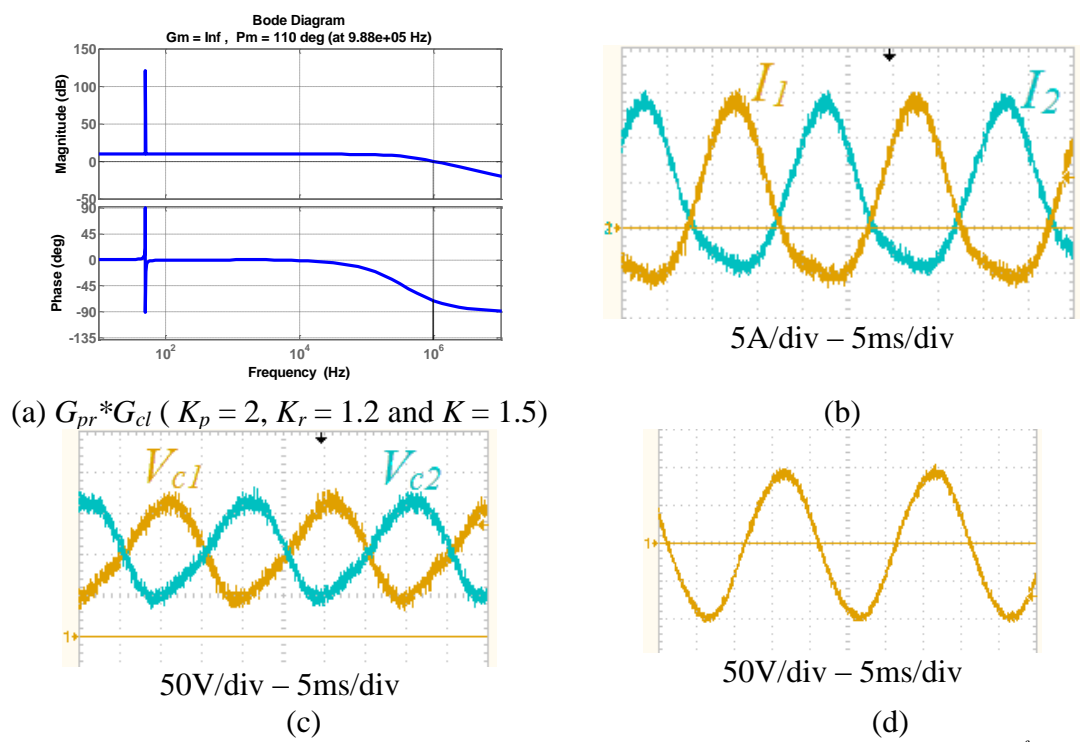 Bode Diagram
Gm = Inf , Pm = 110 deg (at 9.88e+05 Hz)
150
100
50
0
-50
Magnitude (dB)
90
45
0
-45
-90
-135
Phase (deg)
10^2
10^4
10^6
Frequency (Hz)
I_1
I_2
2
5A/div – 5ms/div
(a) G_pr*G_cl ( K_p = 2, K_r = 1.2 and K = 1.5)
(b)
V_c1
V_c2
1
50V/div – 5ms/div
(c)
1
50V/div – 5ms/div
(d)